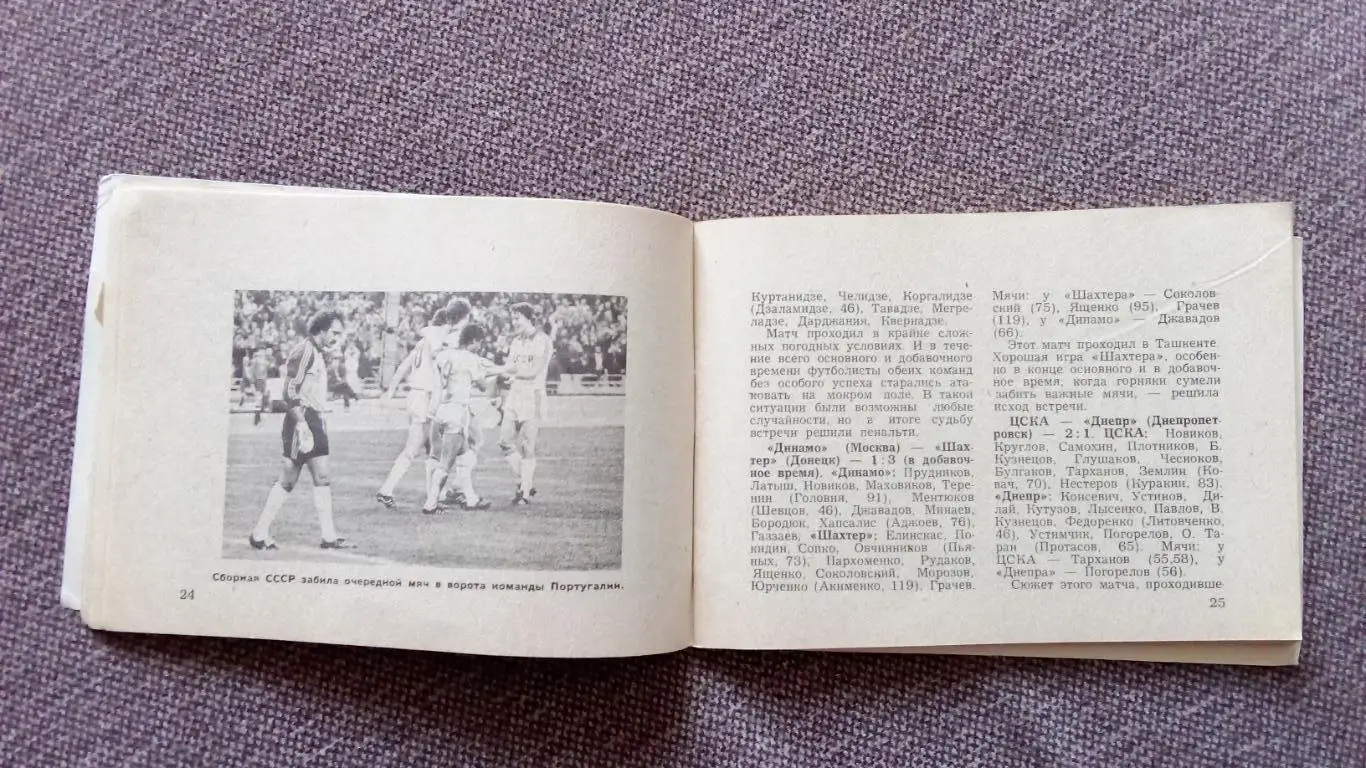 СССР
Сборная СССР забила очередной мяч в ворота команды Португалии.
24
Куртанидзе, Челидзе, Коргалидзе
(Дзаламидзе, 46), Тавадзе, Мегре-
ладзе, Дарджания, Квернадзе.
Матч проходил в крайне слож-
ных погодных условиях. И в тече-
ние всего основного и добавочного
времени футболисты обеих команд
без особого успеха старались ата-
ковать на мокром поле. В такой
ситуации были возможны любые
случайности, но в итоге судьбу
встречи решили пенальти.
«Динамо» (Москва) — «Шах-
тер» (Донецк) — 1:3 (в добавоч-
ное время). «Динамо»: Прудников,
Латыш, Новиков, Маховиков, Тере-
нин (Головня, 91), Ментюков
(Шевцов, 46), Джавадов, Минаев,
Бородюк, Хапсалис (Аджоев, 76),
Газзаев, «Шахтер»: Елинскас, По-
кидин, Сопко, Овчинников (Пья-
ных, 73), Пархоменко, Рудаков,
Ященко, Соколовский, Морозов,
Юрченко (Акименко, 119), Грачев.
Мячи: у «Шахтера» — Соколов-
ский (75), Ященко (95), Грачев
(119), у «Динамо» — Джавадов
(66).
Этот матч проходил в Ташкенте.
Хорошая игра «Шахтера», особен-
но в конце основного и в добавоч-
ное время, когда горняки сумели
забить важные мячи, — решила
исход встречи.
ЦСКА — «Днепр» (Днепропет-
ровск) — 2:1. ЦСКА: Новиков,
Круглов, Самохин, Плотников, Б.
Кузнецов, Глушаков, Чесноков,
Булгаков, Тарханов, Землин (Ко-
вач, 70), Нестеров (Куракин, 83).
«Днепр»: Консевич, Устинов, Ди-
лай, Кутузов, Лысенко, Павлов, В.
Кузнецов, Федоренко (Литовченко,
46), Устимчик, Погорелов, О. Та-
ран (Протасов, 65). Мячи: у
ЦСКА — Тарханов (55,58), у
«Днепра» — Погорелов (56).
Сюжет этого матча, проходившe
25